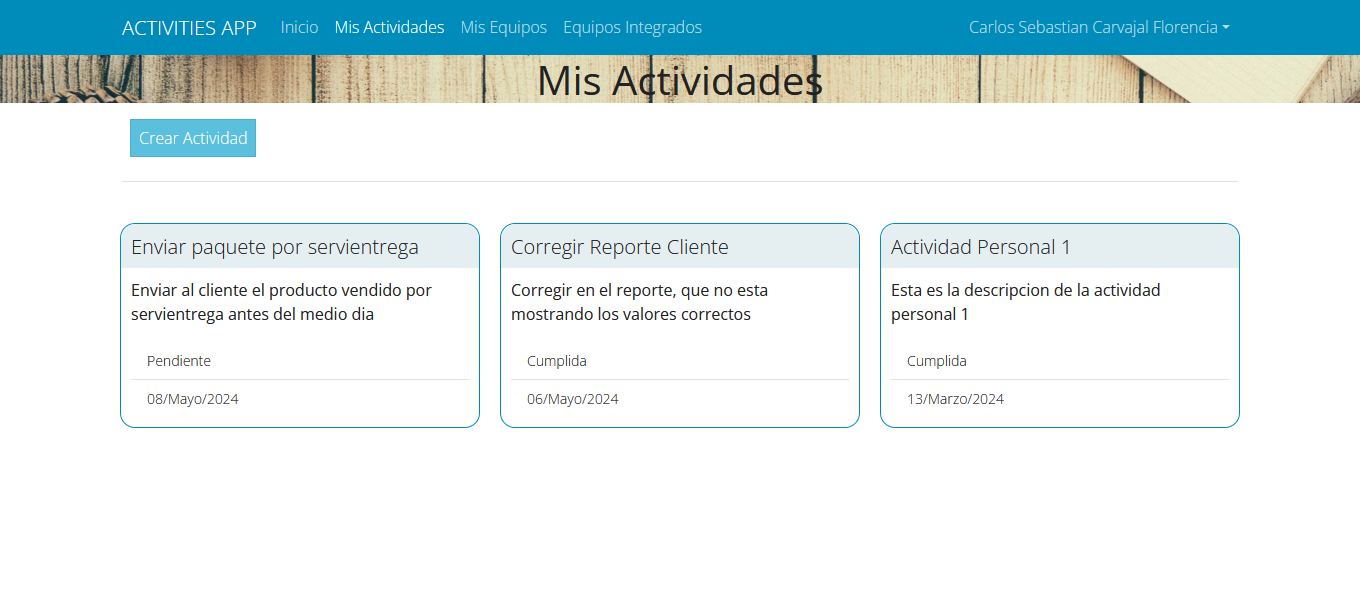 ACTIVITIES APP Inicio Mis Actividades Mis Equipos Equipos Integrados Carlos Sebastian Carvajal Florencia
Mis Actividades
Crear Actividad
Enviar paquete por servientrega
Enviar al cliente el producto vendido por
servientrega antes del medio dia
Pendiente
08/Mayo/2024
Corregir Reporte Cliente
Corregir en el reporte, que no esta
mostrando los valores correctos
Cumplida
06/Mayo/2024
Actividad Personal 1
Esta es la descripcion de la actividad
personal 1
Cumplida
13/Marzo/2024